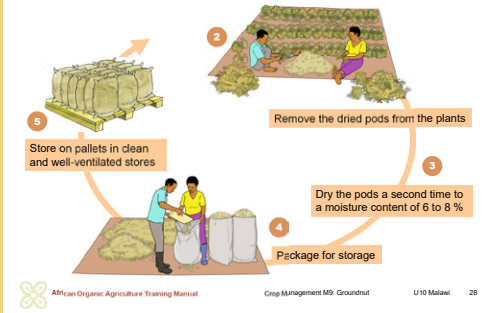 2
Remove the dried pods from the plants
3
Dry the pods a second time to
a moisture content of 6 to 8 %
4
Package for storage
5
Store on pallets in clean
and well-ventilated stores
African Organic Agriculture Training Manual Crop Management M9: Groundnut U10 Malawi 28